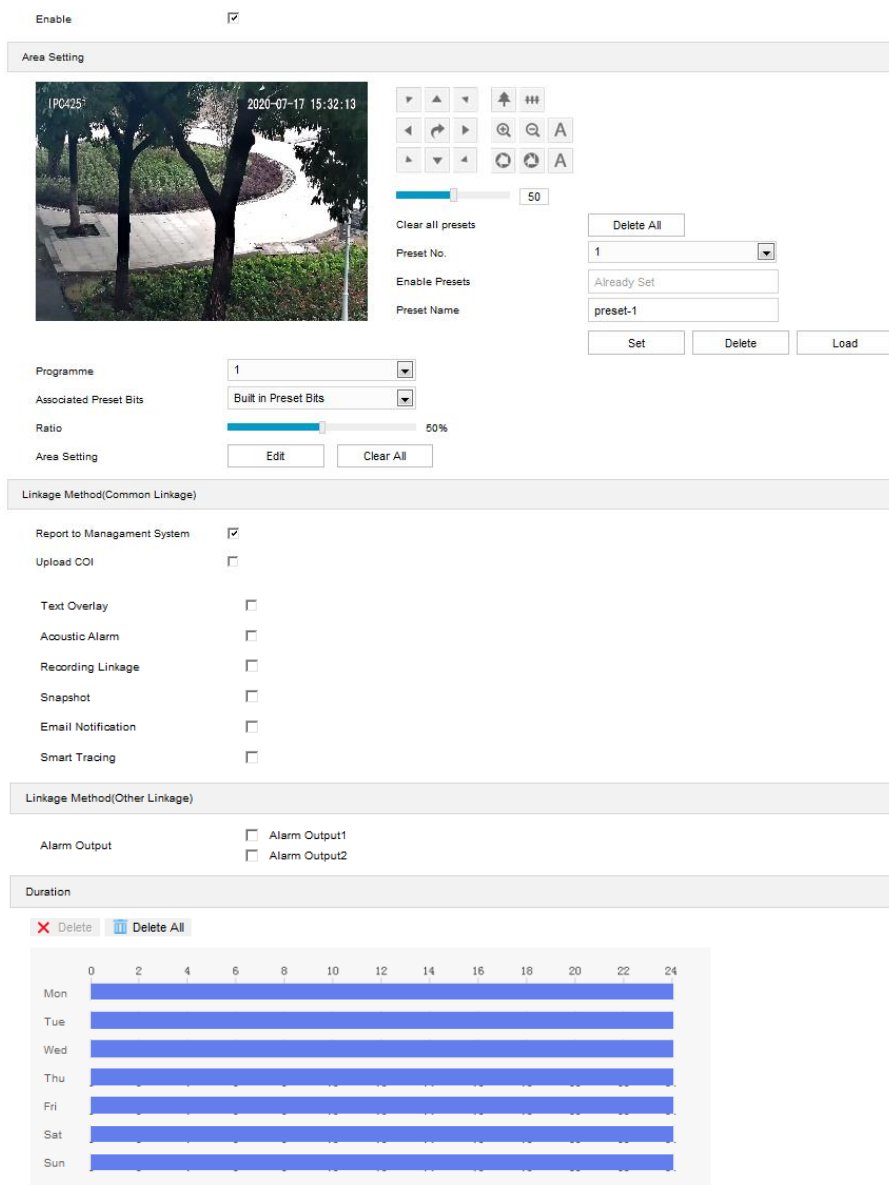 Enable
Area Setting
IPC425
2020-07-17 15:32:13
A
A
50
Clear all presets
Delete All
Preset No.
1
Enable Presets
Already Set
Preset Name
preset-1
Set
Delete
Load
Programme
1
Associated Preset Bits
Built in Preset Bits
Ratio
50%
Area Setting
Edit
Clear All
Linkage Method(Common Linkage)
Report to Managament System
Upload COI
Text Overlay
Acoustic Alarm
Recording Linkage
Snapshot
Email Notification
Smart Tracing
Linkage Method(Other Linkage)
Alarm Output
Alarm Output1
Alarm Output2
Duration
Delete
Delete All
0 2 4 6 8 10 12 14 16 18 20 22 24
Mon
Tue
Wed
Thu
Fri
Sat
Sun